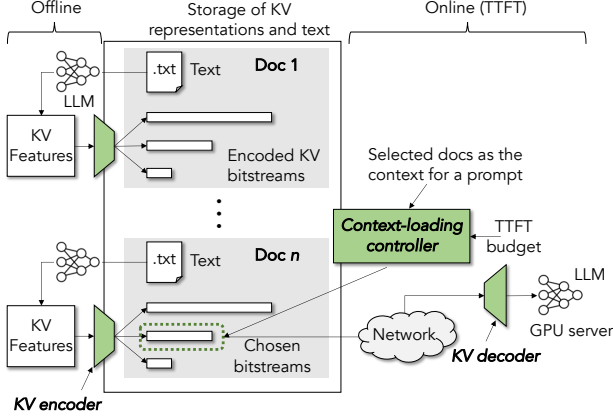 Offline
Storage of KV
representations and text
Online (TTFT)
.txt
Text
Doc 1
LLM
KV
Features
Encoded KV
bitstreams
Selected docs as the
context for a prompt
Context-loading
controller
TTFT
budget
.txt
Text
Doc n
LLM
GPU server
KV
Features
Chosen
bitstreams
Network
KV decoder
KV encoder